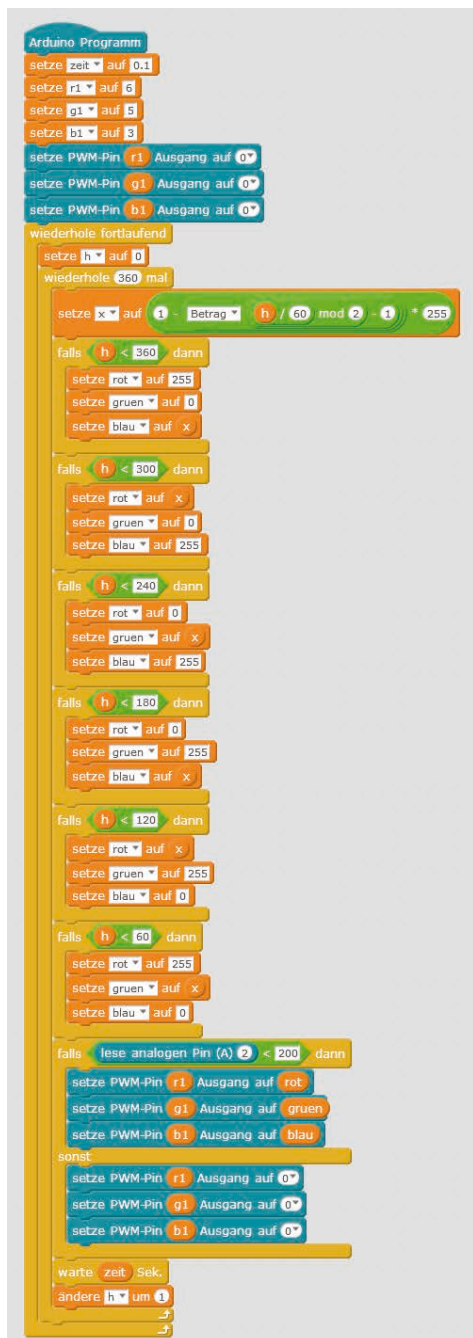 Arduino Programm
setze zeit auf 0.1
setze r1 auf 6
setze g1 auf 5
setze b1 auf 3
setze PWM-Pin r1 Ausgang auf 0
setze PWM-Pin g1 Ausgang auf 0
setze PWM-Pin b1 Ausgang auf 0
wiederhole fortlaufend
setze h auf 0
wiederhole 360 mal
setze x auf 1 - Betrag h / 60 mod 2 - 1 * 255
falls h < 360 dann
setze rot auf 255
setze gruen auf 0
setze blau auf x
falls h < 300 dann
setze rot auf x
setze gruen auf 0
setze blau auf 255
falls h < 240 dann
setze rot auf 0
setze gruen auf x
setze blau auf 255
falls h < 180 dann
setze rot auf 0
setze gruen auf 255
setze blau auf x
falls h < 120 dann
setze rot auf x
setze gruen auf 255
setze blau auf 0
falls h < 60 dann
setze rot auf 255
setze gruen auf x
setze blau auf 0
falls lese analogen Pin (A) 2 < 200 dann
setze PWM-Pin r1 Ausgang auf rot
setze PWM-Pin g1 Ausgang auf gruen
setze PWM-Pin b1 Ausgang auf blau
sonst
setze PWM-Pin r1 Ausgang auf 0
setze PWM-Pin g1 Ausgang auf 0
setze PWM-Pin b1 Ausgang auf 0
warte zeit Sek.
ändere h um 1